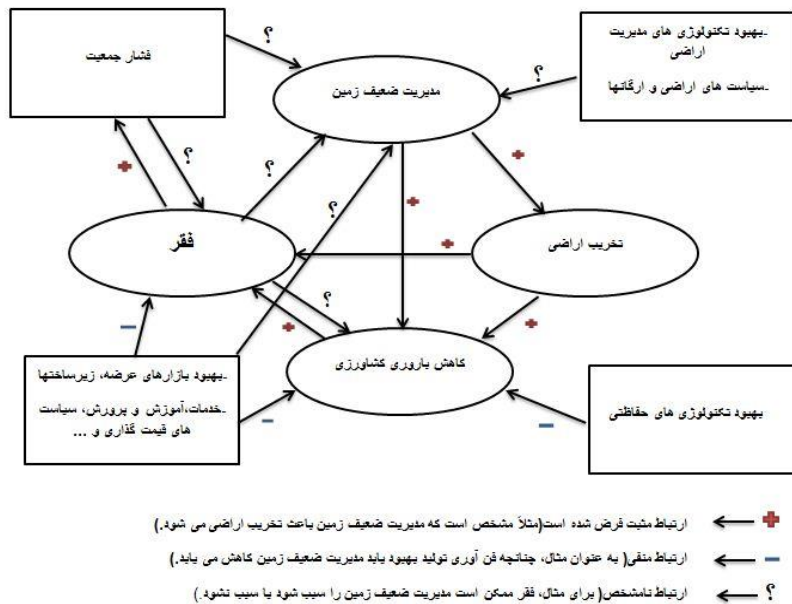 فشار جمعیت
؟
مدیریت ضعیف زمین
؟
-بهبود تکنولوژی های مدیریت
اراضی
-سیاست های اراضی و ارگانها
+
؟
؟
؟
+
+
فقر
+
تخریب اراضی
؟
+
+
−
کاهش باروری کشاورزی
-بهبود بازارهای عرضه، زیرساختها
-خدمات،آموزش و پرورش، سیاست
های قیمت گذاری و ...
−
−
بهبود تکنولوژی های حفاظتی
+ ارتباط مثبت فرض شده است(مثلاً مشخص است که مدیریت ضعیف زمین باعث تخریب اراضی می شود.)
− ارتباط منفی( به عنوان مثال، چنانچه فن آوری تولید بهبود یابد مدیریت ضعیف زمین کاهش می یابد.)
؟ ارتباط نامشخص( برای مثال، فقر ممکن است مدیریت ضعیف زمین را سبب شود یا سبب نشود.)